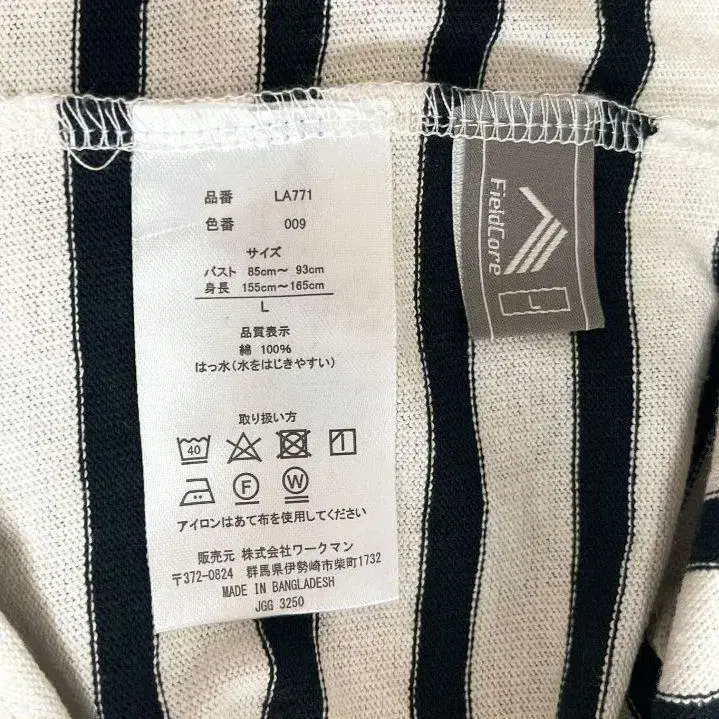 品番 LA771
色番 009
サイズ
バスト 85cm～ 93cm
身長 155cm～165cm
L
品質表示
綿 100%
はっ水(水をはじきやすい)
取り扱い方
40
F W
アイロンはあて布を使用してください
販売元 株式会社ワークマン
〒372-0824 群馬県伊勢崎市柴町1732
MADE IN BANGLADESH
JGG 3250
FieldCore
L